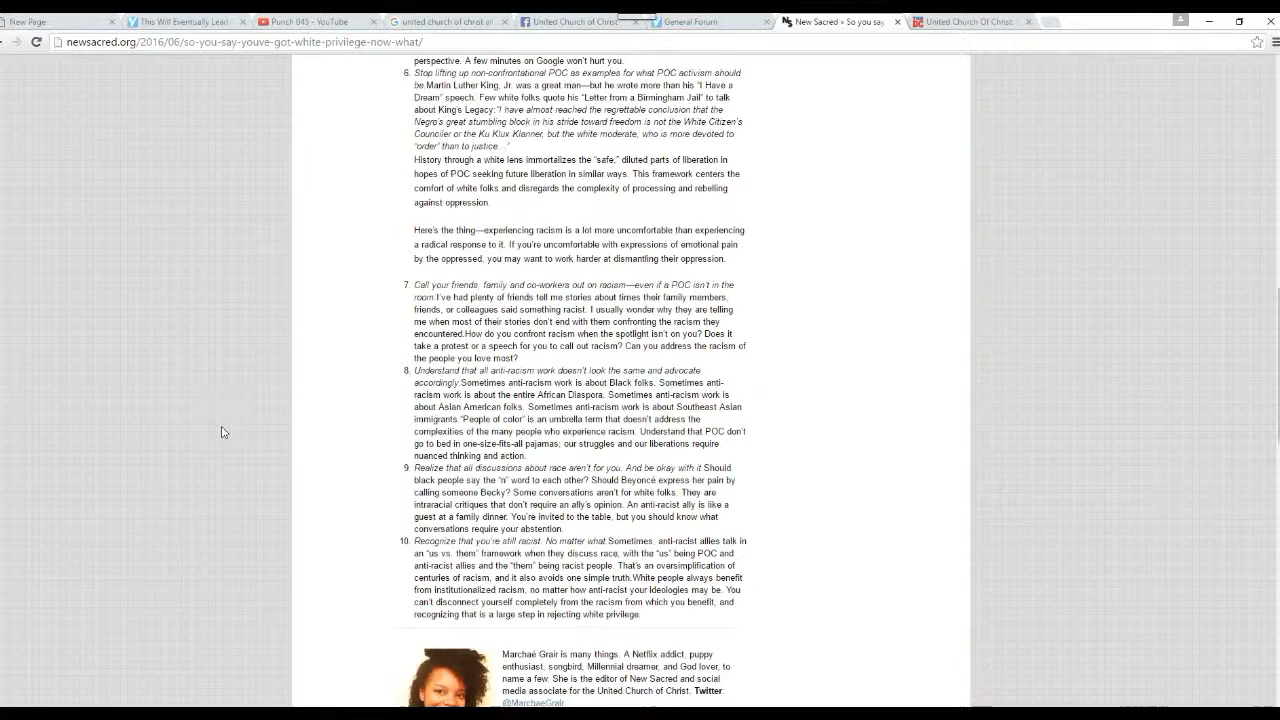 New Page
This Will Eventually Lead
Punch 045 - YouTube
united church of christ all
United Church of Christ
General Forum
New Sacred » So you say
United Church Of Christ
newsacred.org/2016/06/so-you-say-youve-got-white-privilege-now-what/
perspective. A few minutes on Google won't hurt you.
6. Stop lifting up non-confrontational POC as examples for what POC activism should
be.Martin Luther King, Jr. was a great man—but he wrote more than his “I Have a
Dream” speech. Few white folks quote his “Letter from a Birmingham Jail” to talk
about King's Legacy:“I have almost reached the regrettable conclusion that the
Negro's great stumbling block in his stride toward freedom is not the White Citizen's
Counciler or the Ku Klux Klanner, but the white moderate, who is more devoted to
“order” than to justice…”
History through a white lens immortalizes the “safe,” diluted parts of liberation in
hopes of POC seeking future liberation in similar ways. This framework centers the
comfort of white folks and disregards the complexity of processing and rebelling
against oppression.
Here's the thing—experiencing racism is a lot more uncomfortable than experiencing
a radical response to it. If you're uncomfortable with expressions of emotional pain
by the oppressed, you may want to work harder at dismantling their oppression.
7. Call your friends, family and co-workers out on racism—even if a POC isn't in the
room.I've had plenty of friends tell me stories about times their family members,
friends, or colleagues said something racist. I usually wonder why they are telling
me when most of their stories don't end with them confronting the racism they
encountered.How do you confront racism when the spotlight isn't on you? Does it
take a protest or a speech for you to call out racism? Can you address the racism of
the people you love most?
8. Understand that all anti-racism work doesn't look the same and advocate
accordingly.Sometimes anti-racism work is about Black folks. Sometimes anti-
racism work is about the entire African Diaspora. Sometimes anti-racism work is
about Asian American folks. Sometimes anti-racism work is about Southeast Asian
immigrants.“People of color” is an umbrella term that doesn't address the
complexities of the many people who experience racism. Understand that POC don't
go to bed in one-size-fits-all pajamas; our struggles and our liberations require
nuanced thinking and action.
9. Realize that all discussions about race aren't for you. And be okay with it.Should
black people say the “n” word to each other? Should Beyoncé express her pain by
calling someone Becky? Some conversations aren't for white folks. They are
intraracial critiques that don't require an ally's opinion. An anti-racist ally is like a
guest at a family dinner. You're invited to the table, but you should know what
conversations require your abstention.
10. Recognize that you're still racist. No matter what.Sometimes, anti-racist allies talk in
an “us vs. them” framework when they discuss race, with the “us” being POC and
anti-racist allies and the “them” being racist people. That's an oversimplification of
centuries of racism, and it also avoids one simple truth.White people always benefit
from institutionalized racism, no matter how anti-racist your ideologies may be. You
can't disconnect yourself completely from the racism from which you benefit, and
recognizing that is a large step in rejecting white privilege.
Marchaé Grair is many things. A Netflix addict, puppy
enthusiast, songbird, Millennial dreamer, and God lover, to
name a few. She is the editor of New Sacred and social
media associate for the United Church of Christ. Twitter:
@MarchaeGrair